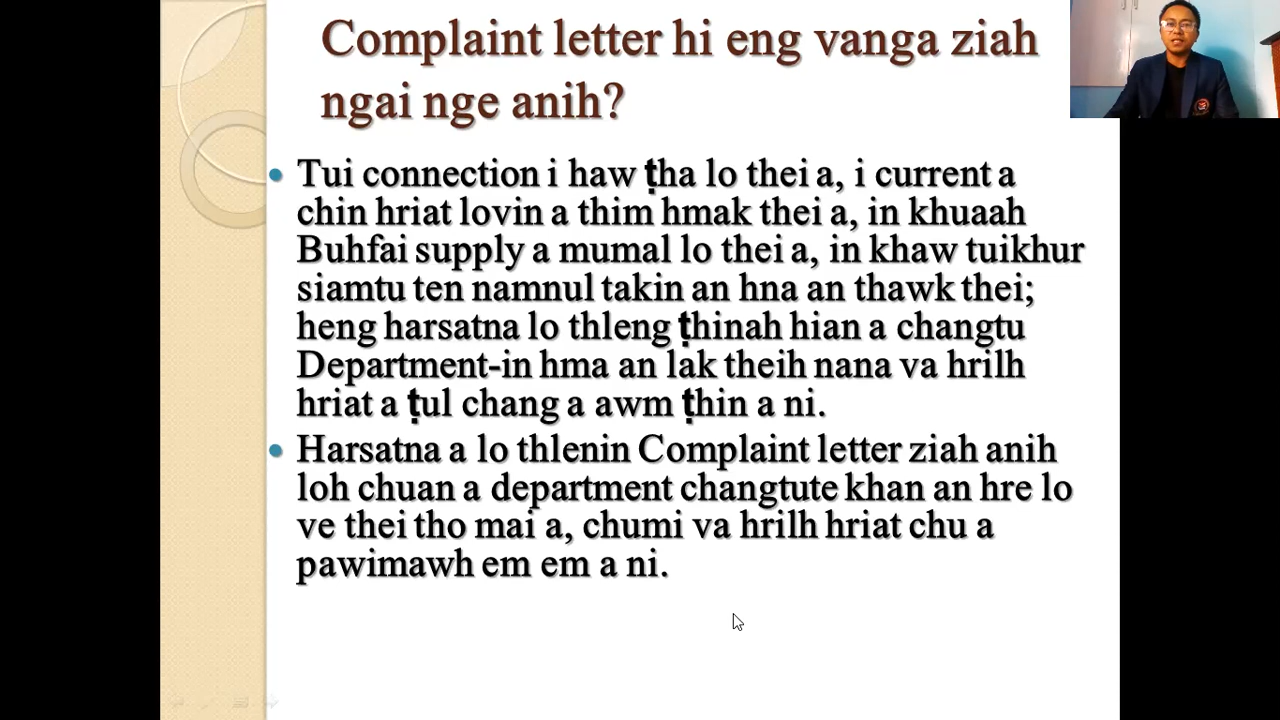 Complaint letter hi eng vanga ziah
ngai nge anih?
Tui connection i haw ṭha lo thei a, i current a
chin hriat lovin a thim hmak thei a, in khuaah
Buhfai supply a mumal lo thei a, in khaw tuikhur
siamtu ten namnul takin an hna an thawk thei;
heng harsatna lo thleng ṭhinah hian a changtu
Department-in hma an lak theih nana va hrilh
hriat a ṭul chang a awm ṭhin a ni.
Harsatna a lo thlenin Complaint letter ziah anih
loh chuan a department changtute khan an hre lo
ve thei tho mai a, chumi va hrilh hriat chu a
pawimawh em em a ni.